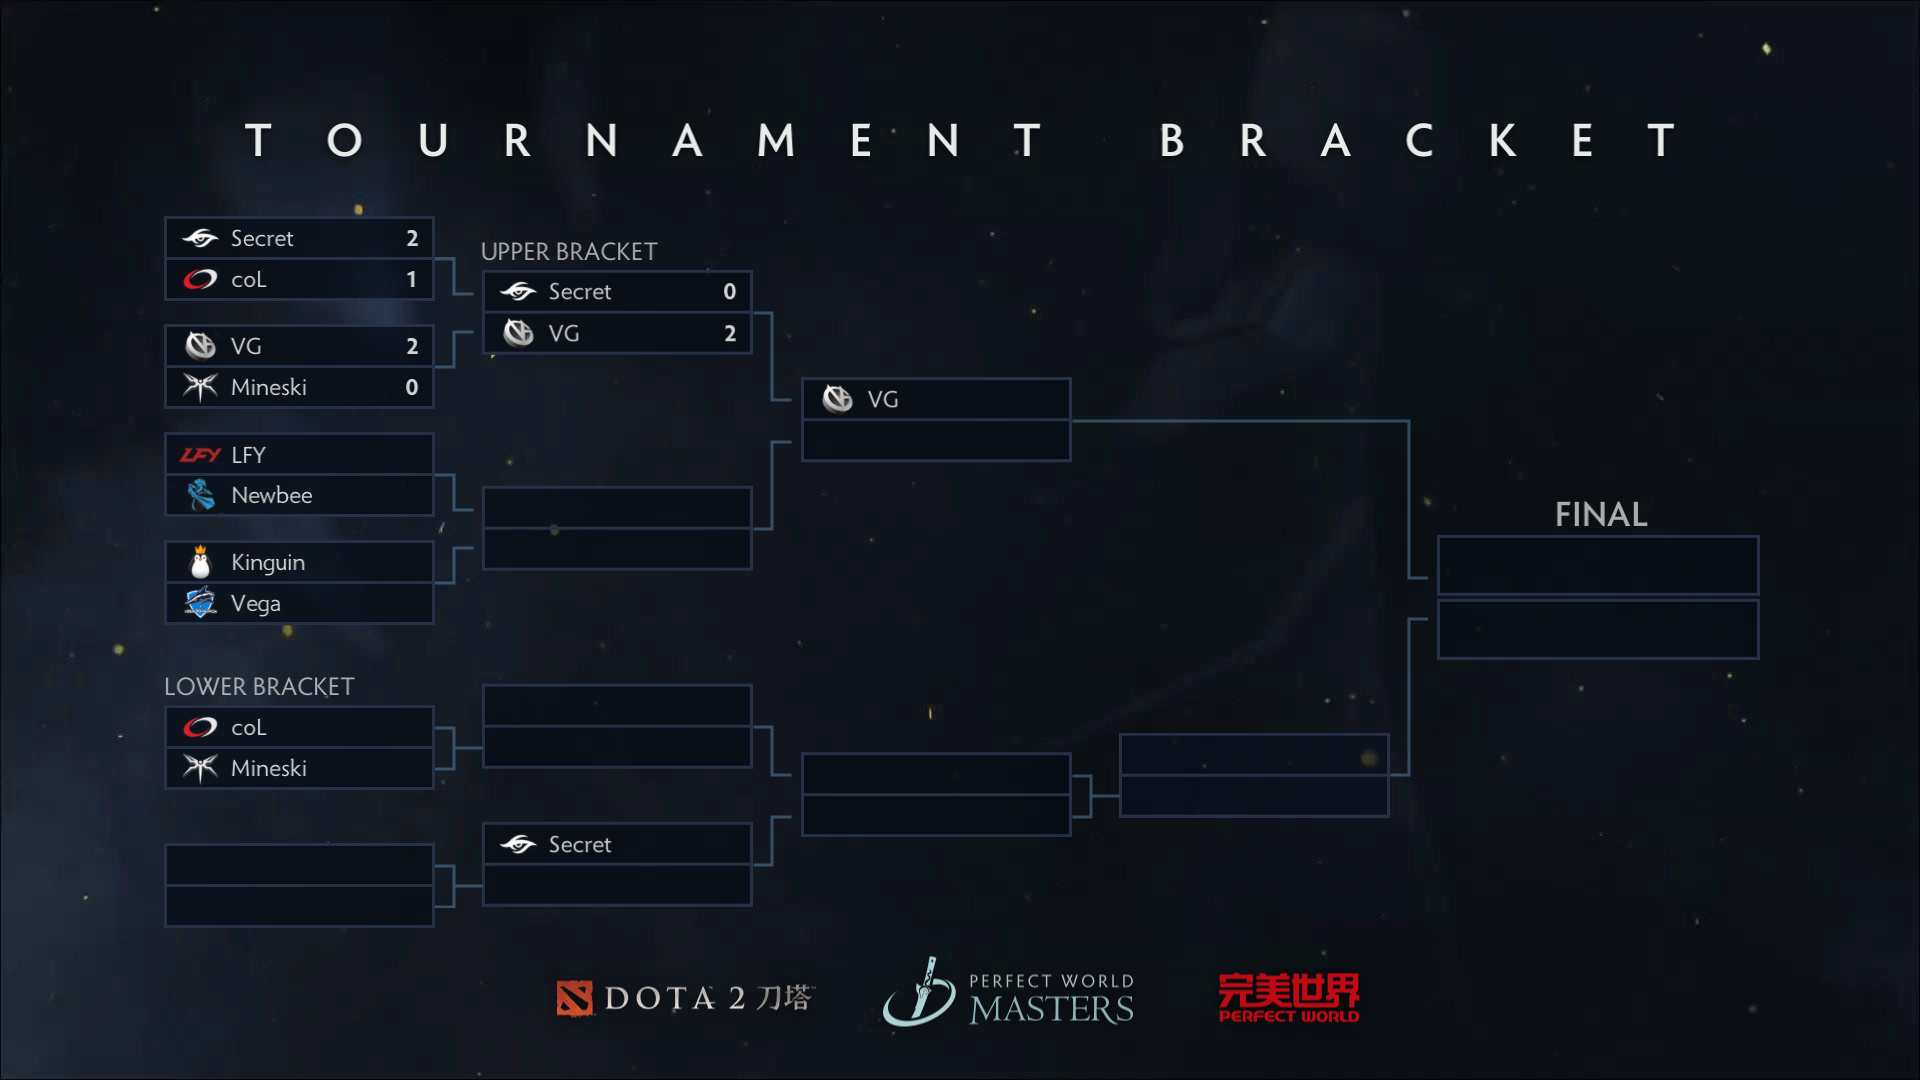 TOURNAMENT BRACKET
Secret 2
coL 1
VG 2
Mineski 0
LFY LFY
Newbee
Kinguin
Vega
UPPER BRACKET
Secret 0
VG 2
VG
LOWER BRACKET
coL
Mineski
Secret
FINAL
DOTA 2 刀塔
PERFECT WORLD
MASTERS
完美世界
PERFECT WORLD